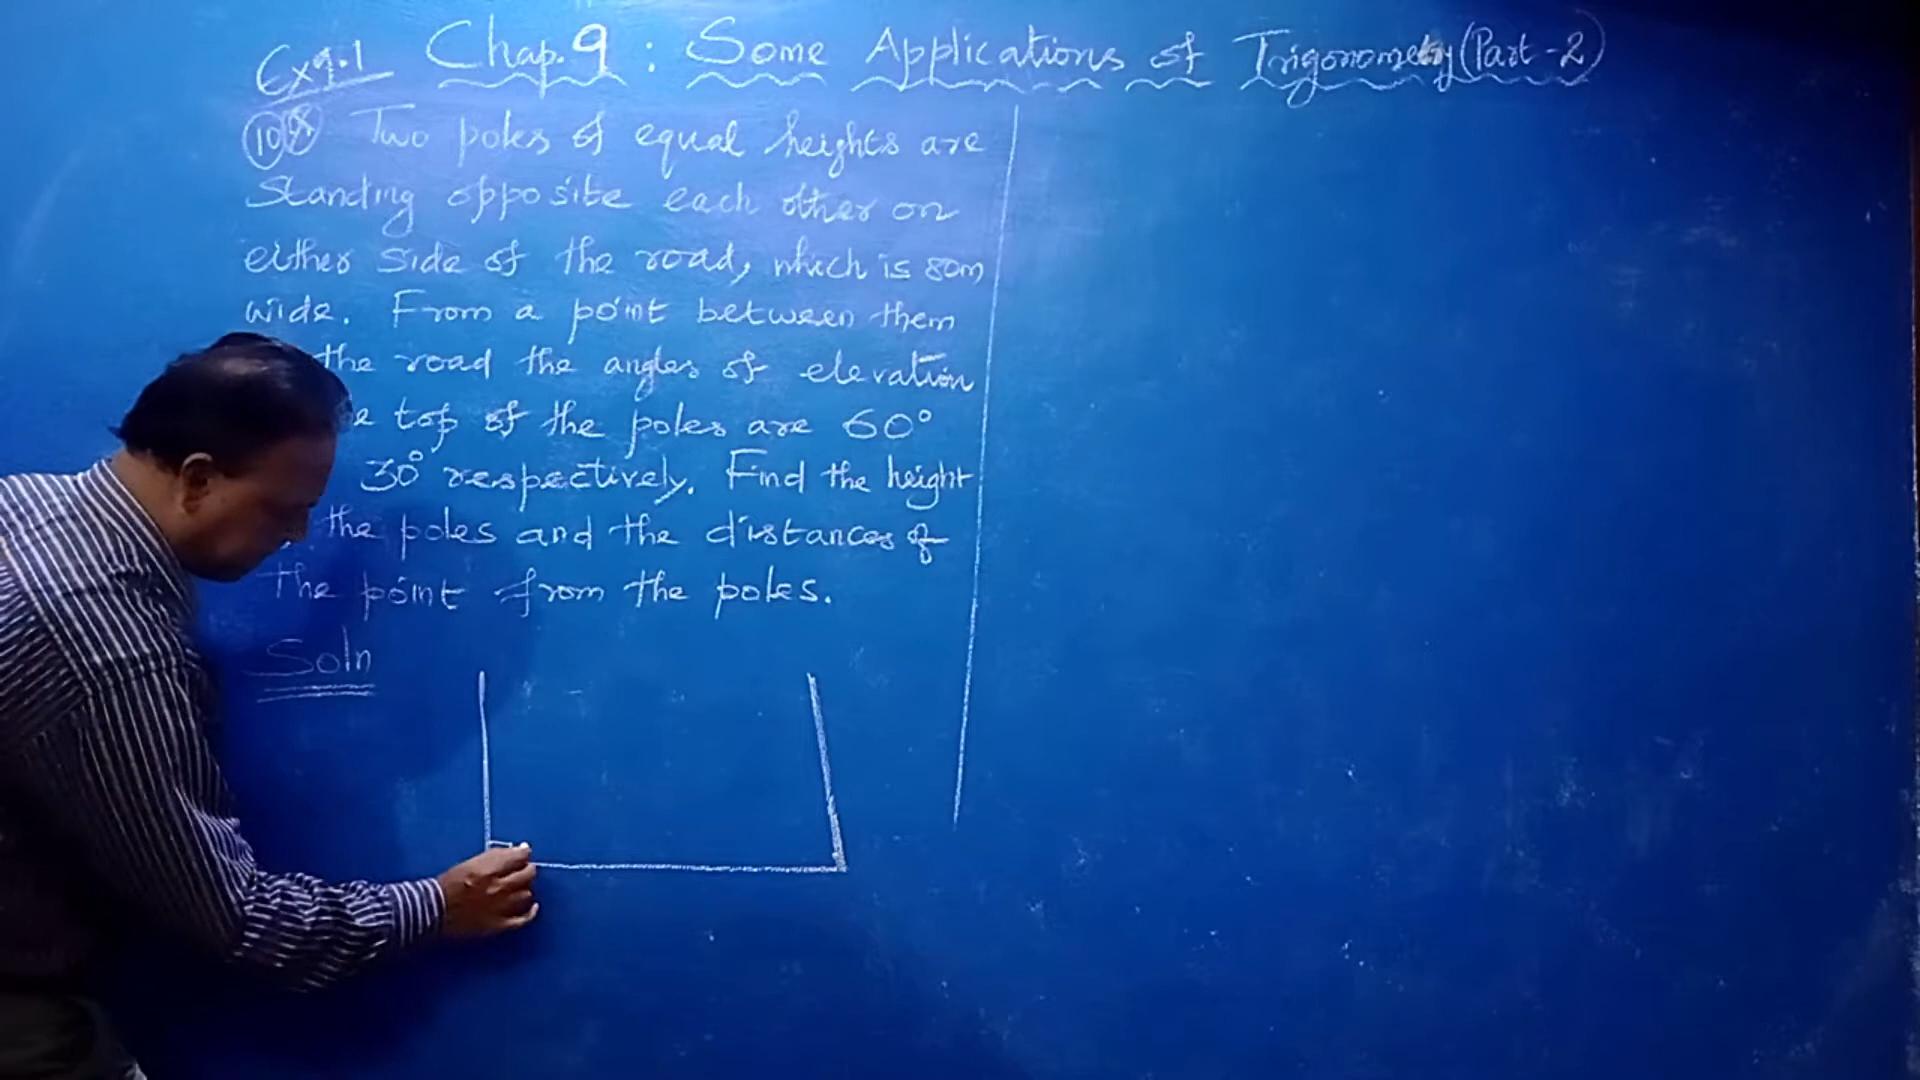 Ex9.1 Chap. 9 : Some Applications of Trigonometry (Part-2)
10 Two poles of equal heights are
Standing opposite each other on
either side of the road, which is 80m
wide. From a point between them
the road the angles of elevation
top of the poles are 60°
30° respectively. Find the height
the poles and the distances of
the point from the poles.
Soln